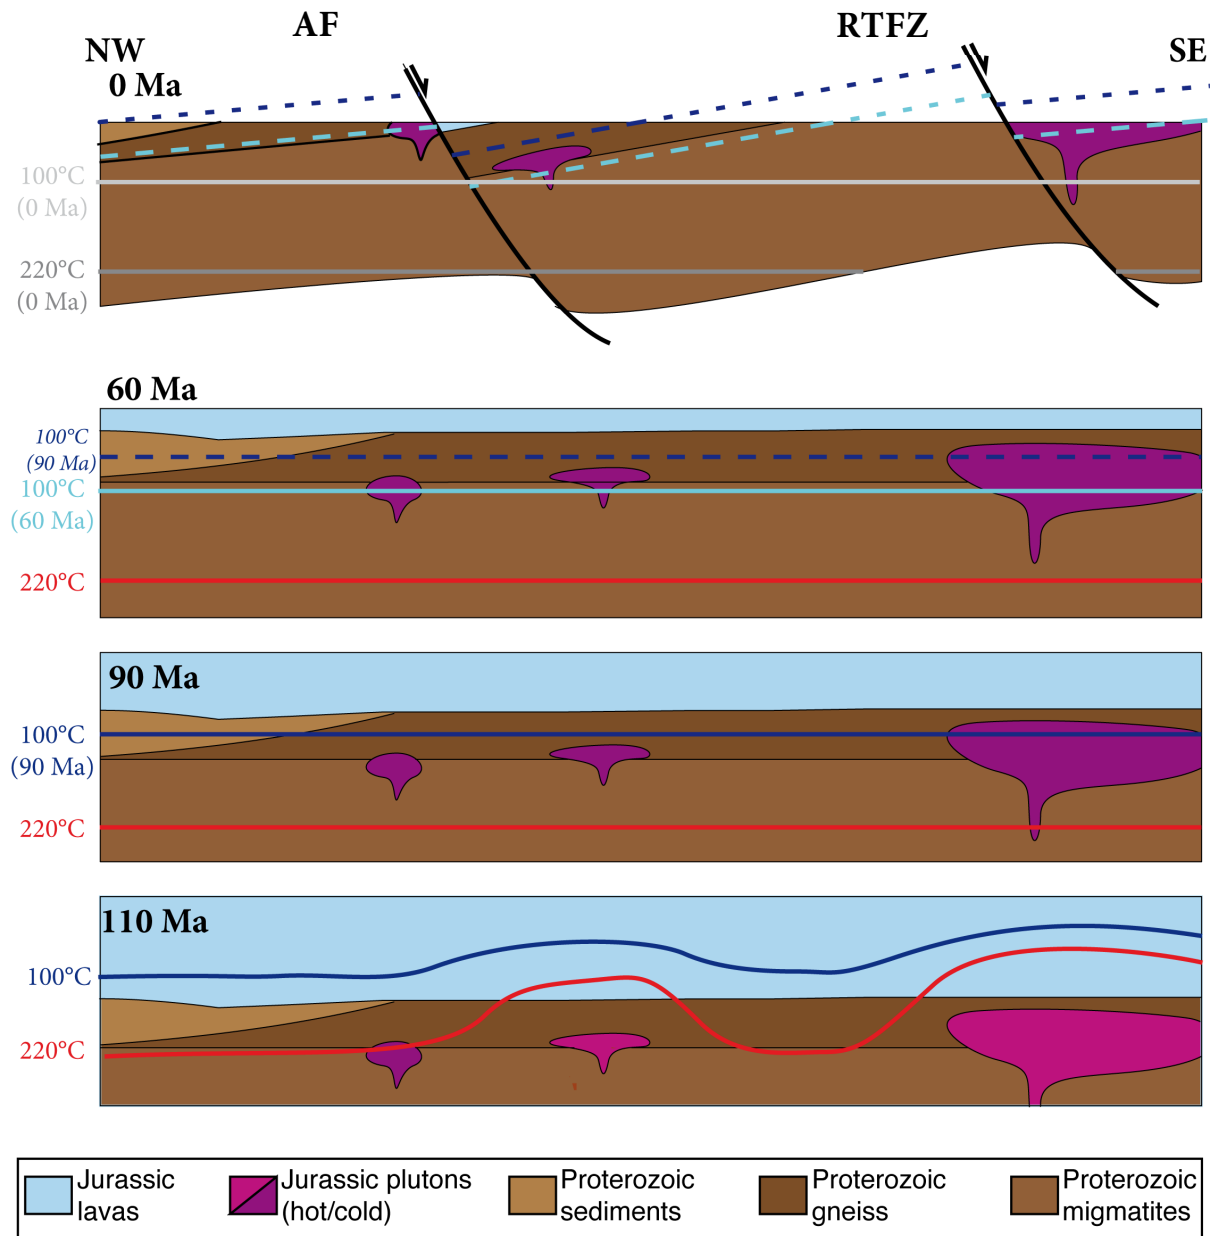 AF
RTFZ
NW
SE
0 Ma
100°C
(0 Ma)
220°C
(0 Ma)
60 Ma
100°C
(90 Ma)
100°C
(60 Ma)
220°C
90 Ma
100°C
(90 Ma)
220°C
110 Ma
100°C
220°C
Jurassic
lavas
Jurassic plutons
(hot/cold)
Proterozoic
sediments
Proterozoic
gneiss
Proterozoic
migmatites